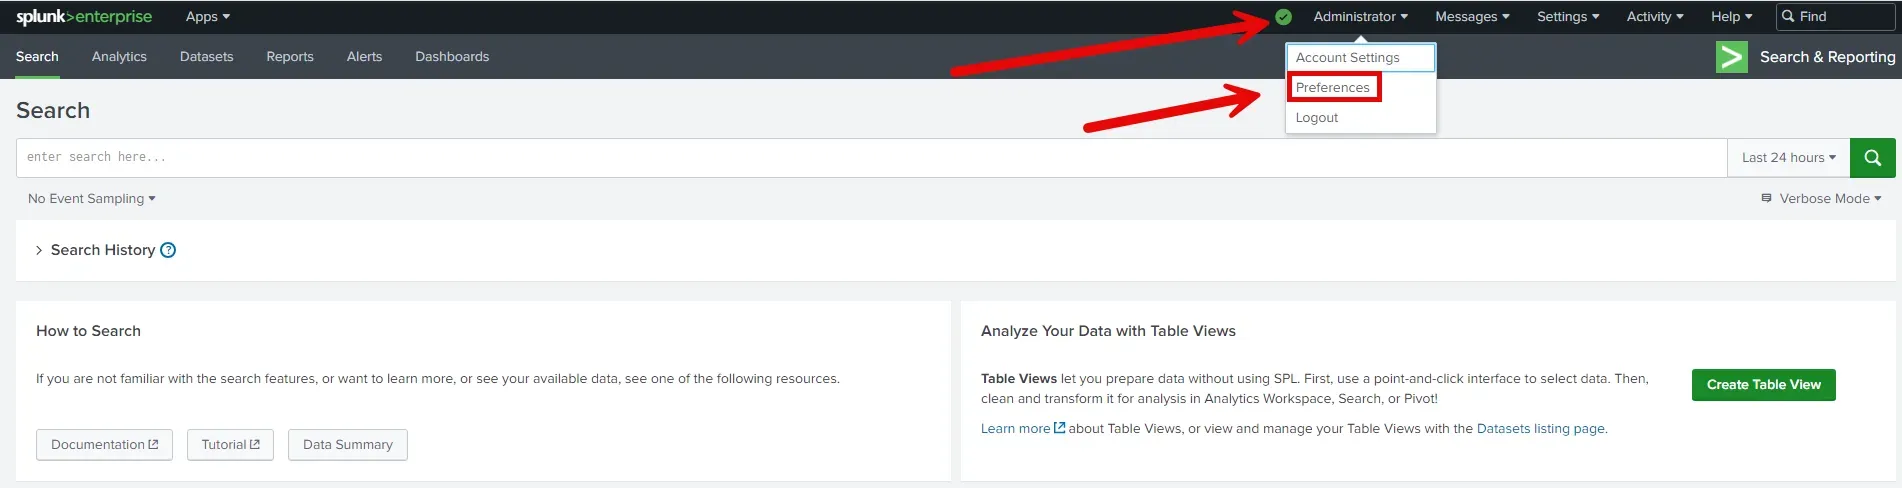 splunk>enterprise Apps Administrator Messages Settings Activity Help Find
Search Analytics Datasets Reports Alerts Dashboards Search & Reporting
Account Settings
Preferences
Logout
Search
enter search here... Last 24 hours
No Event Sampling Verbose Mode
Search History ?
How to Search
If you are not familiar with the search features, or want to learn more, or see your available data, see one of the following resources.
Documentation Tutorial Data Summary
Analyze Your Data with Table Views
Table Views let you prepare data without using SPL. First, use a point-and-click interface to select data. Then,
clean and transform it for analysis in Analytics Workspace, Search, or Pivot!
Create Table View
Learn more about Table Views, or view and manage your Table Views with the Datasets listing page.